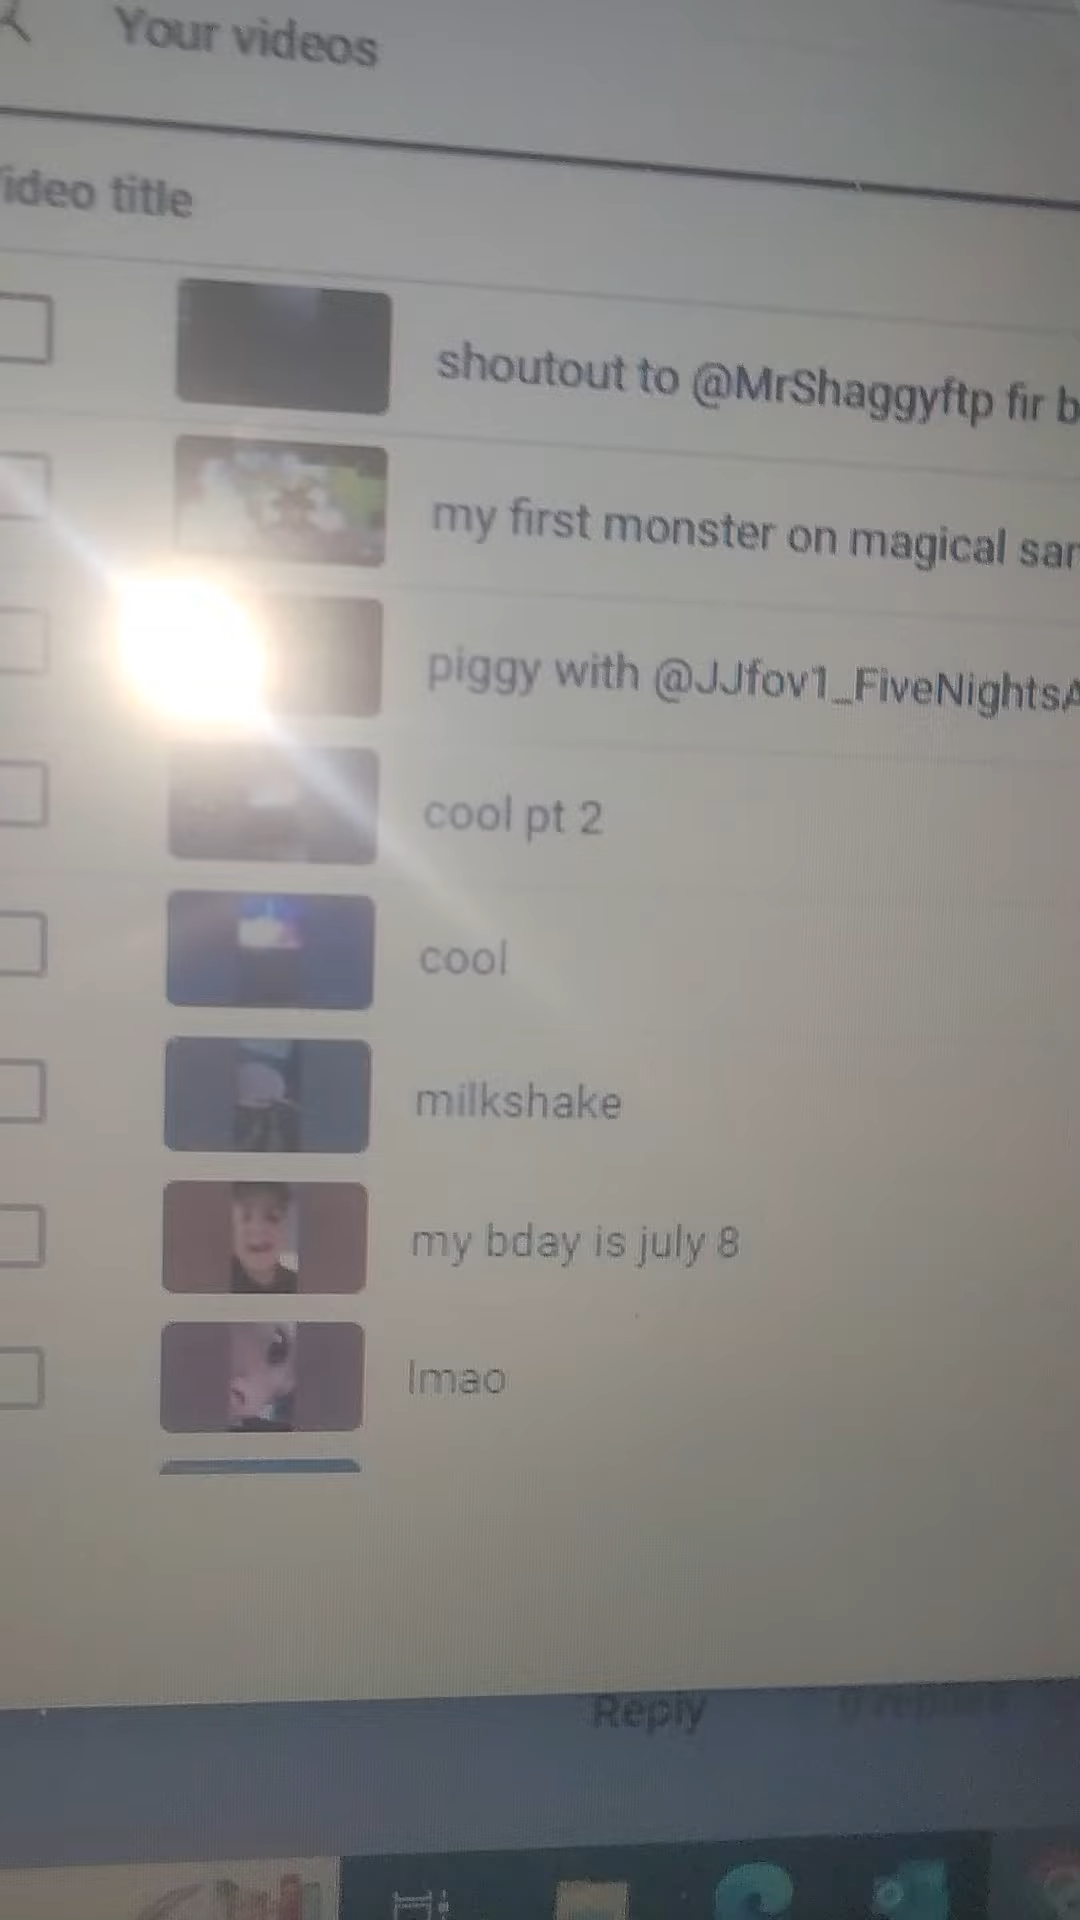 Your videos
ideo title
shoutout to @MrShaggyftp fir b
my first monster on magical san
piggy with @JJfov1_FiveNightsA
cool pt 2
cool
milkshake
my bday is july 8
lmao
Reply